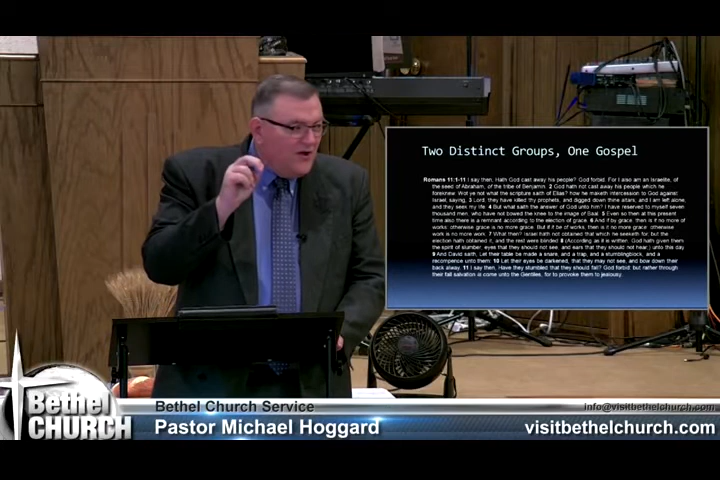 Two Distinct Groups, One Gospel
Romans 11:1-11 I say then, Hath God cast away his people? God forbid. For I also am an Israelite, of
the seed of Abraham, of the tribe of Benjamin. 2 God hath not cast away his people which he
foreknew. Wot ye not what the scripture saith of Elias? how he maketh intercession to God against
Israel, saying, 3 Lord, they have killed thy prophets, and digged down thine altars; and I am left alone,
and they seek my life. 4 But what saith the answer of God unto him? I have reserved to myself seven
thousand men, who have not bowed the knee to the image of Baal. 5 Even so then at this present
time also there is a remnant according to the election of grace. 6 And if by grace, then is it no more of
works: otherwise grace is no more grace. But if it be of works, then is it no more grace: otherwise
work is no more work. 7 What then? Israel hath not obtained that which he seeketh for; but the
election hath obtained it, and the rest were blinded 8 (According as it is written, God hath given them
the spirit of slumber, eyes that they should not see, and ears that they should not hear;) unto this day.
9 And David saith, Let their table be made a snare, and a trap, and a stumblingblock, and a
recompence unto them: 10 Let their eyes be darkened, that they may not see, and bow down their
back alway. 11 I say then, Have they stumbled that they should fall? God forbid: but rather through
their fall salvation is come unto the Gentiles, for to provoke them to jealousy.
Bethel
CHURCH
Bethel Church Service
info@visitbethelchurch.com
Pastor Michael Hoggard
visitbethelchurch.com